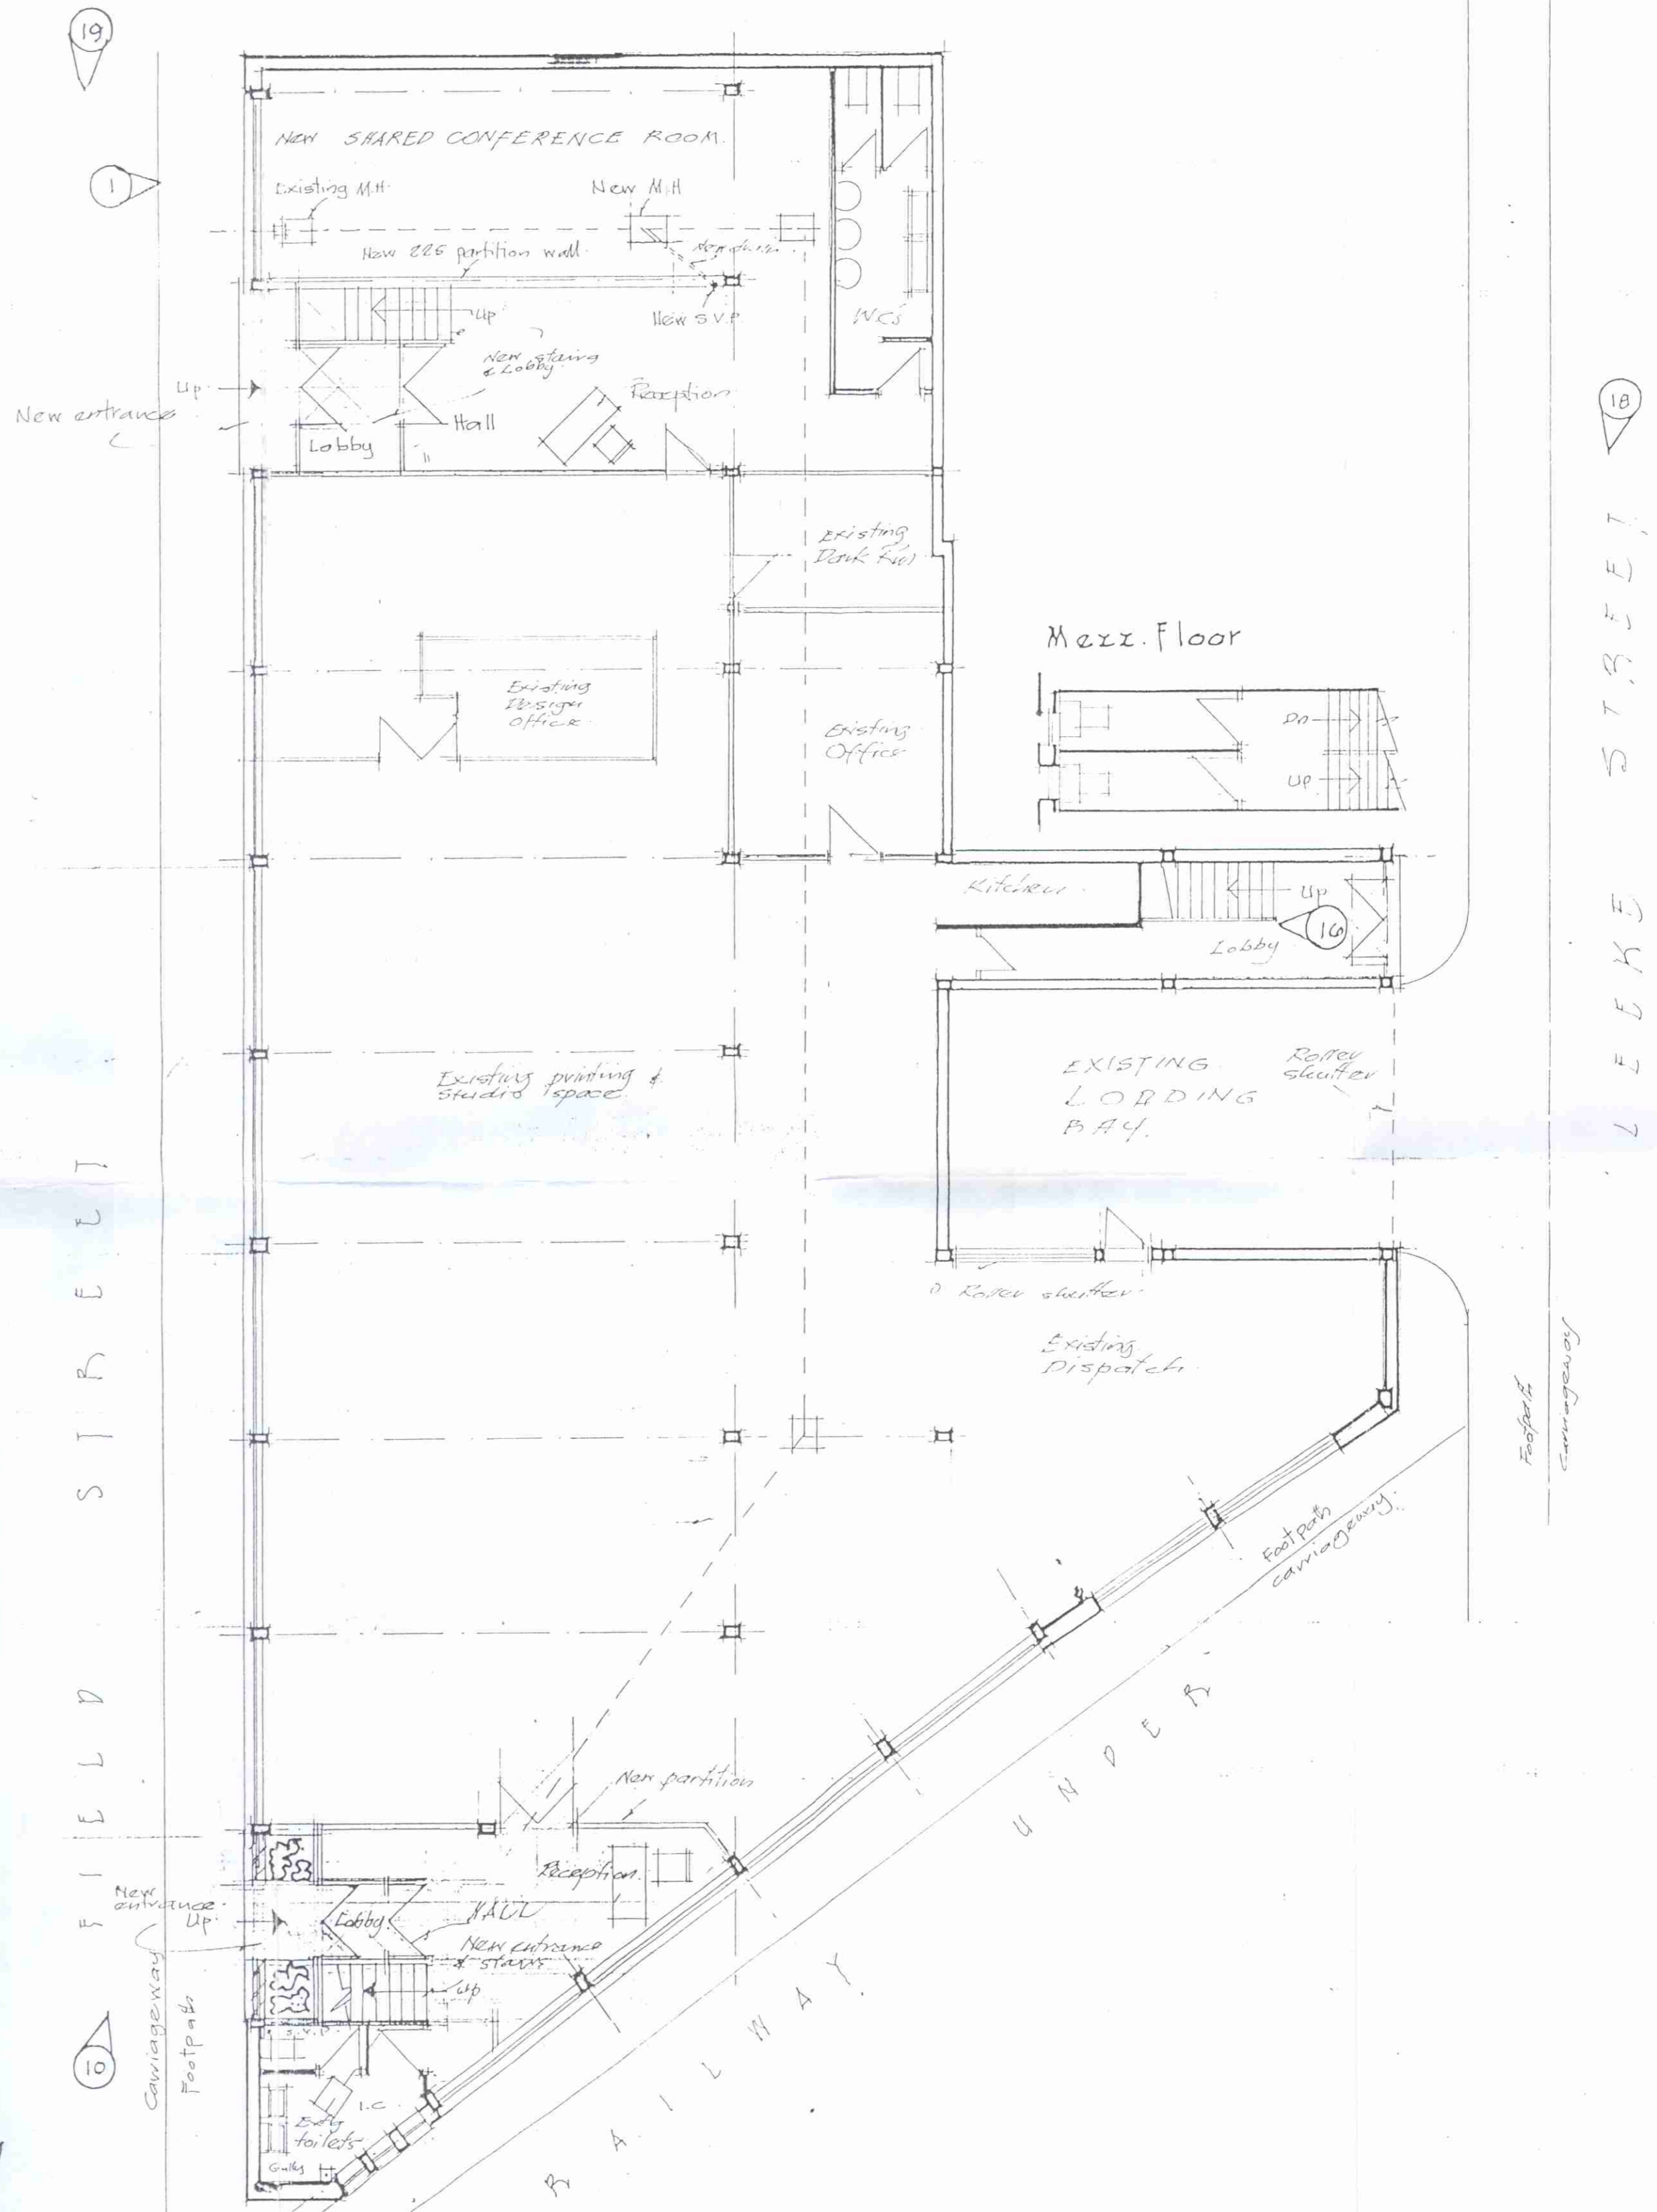 19
NEW SHARED CONFERENCE ROOM.
1
Existing M.H.
New M.H
New 225 partition wall.
New S.V.P.
W.C's
Up
New stairs
& Lobby.
Up
New entrance
Reception
Hall
Lobby
18
Existing
Dark Rm
Mezz. Floor
Existing
Design
Office.
Existing
Office
Dn
UP
Kitchen
Up
16
Lobby
LEEKE STREET
EXISTING
LOADING
BAY.
Roller
shutter
Existing printing &
Studio space.
Roller shutter.
Existing
Dispatch.
Footpath
Carriageway
Footpath
Carriageway.
FIELD STREET
New partition
Reception.
New
entrance.
Up.
Lobby
HALL
New entrance
& stairs
up
S.V.P.
Carriageway
Footpath
10
I.C.
Ex'g
toilets
Gully
RAILWAY UNDER